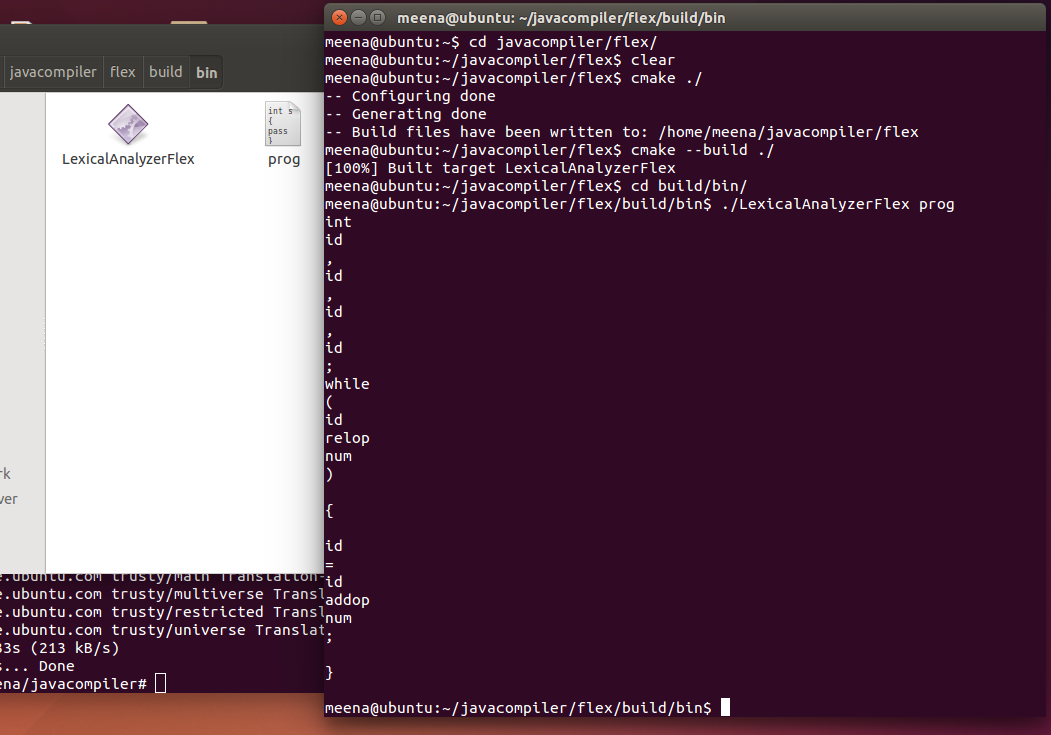 javacompiler flex build bin
LexicalAnalyzerFlex
int s
{
pass
}
prog
rk
ver
e.ubuntu.com trusty/main Translation-
e.ubuntu.com trusty/multiverse Transl
e.ubuntu.com trusty/restricted Transl
e.ubuntu.com trusty/universe Translat
33s (213 kB/s)
s... Done
ena/javacompiler#
meena@ubuntu: ~/javacompiler/flex/build/bin
meena@ubuntu:~$ cd javacompiler/flex/
meena@ubuntu:~/javacompiler/flex$ clear
meena@ubuntu:~/javacompiler/flex$ cmake ./
-- Configuring done
-- Generating done
-- Build files have been written to: /home/meena/javacompiler/flex
meena@ubuntu:~/javacompiler/flex$ cmake --build ./
[100%] Built target LexicalAnalyzerFlex
meena@ubuntu:~/javacompiler/flex$ cd build/bin/
meena@ubuntu:~/javacompiler/flex/build/bin$ ./LexicalAnalyzerFlex prog
int
id
,
id
,
id
,
id
;
while
(
id
relop
num
)
{
id
=
id
addop
num
;
}
meena@ubuntu:~/javacompiler/flex/build/bin$